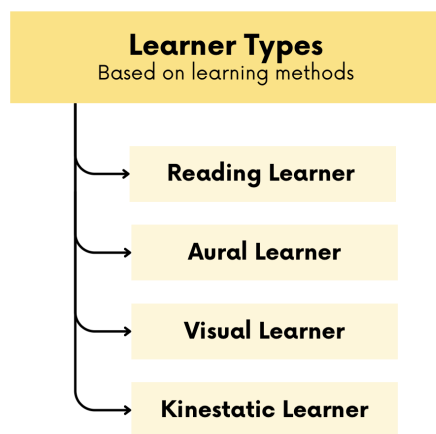 Learner Types
Based on learning methods
Reading Learner
Aural Learner
Visual Learner
Kinestatic Learner